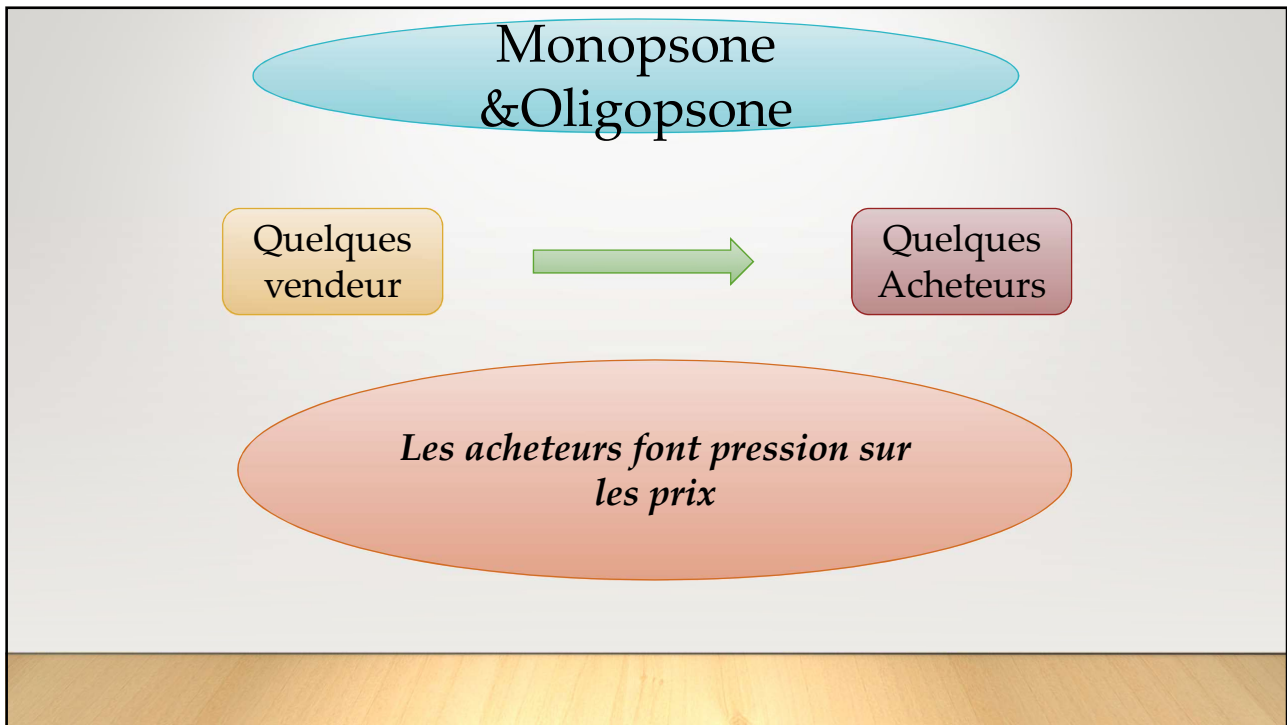 Monopsone
&Oligopsone
Quelques
vendeur
Quelques
Acheteurs
Les acheteurs font pression sur
les prix